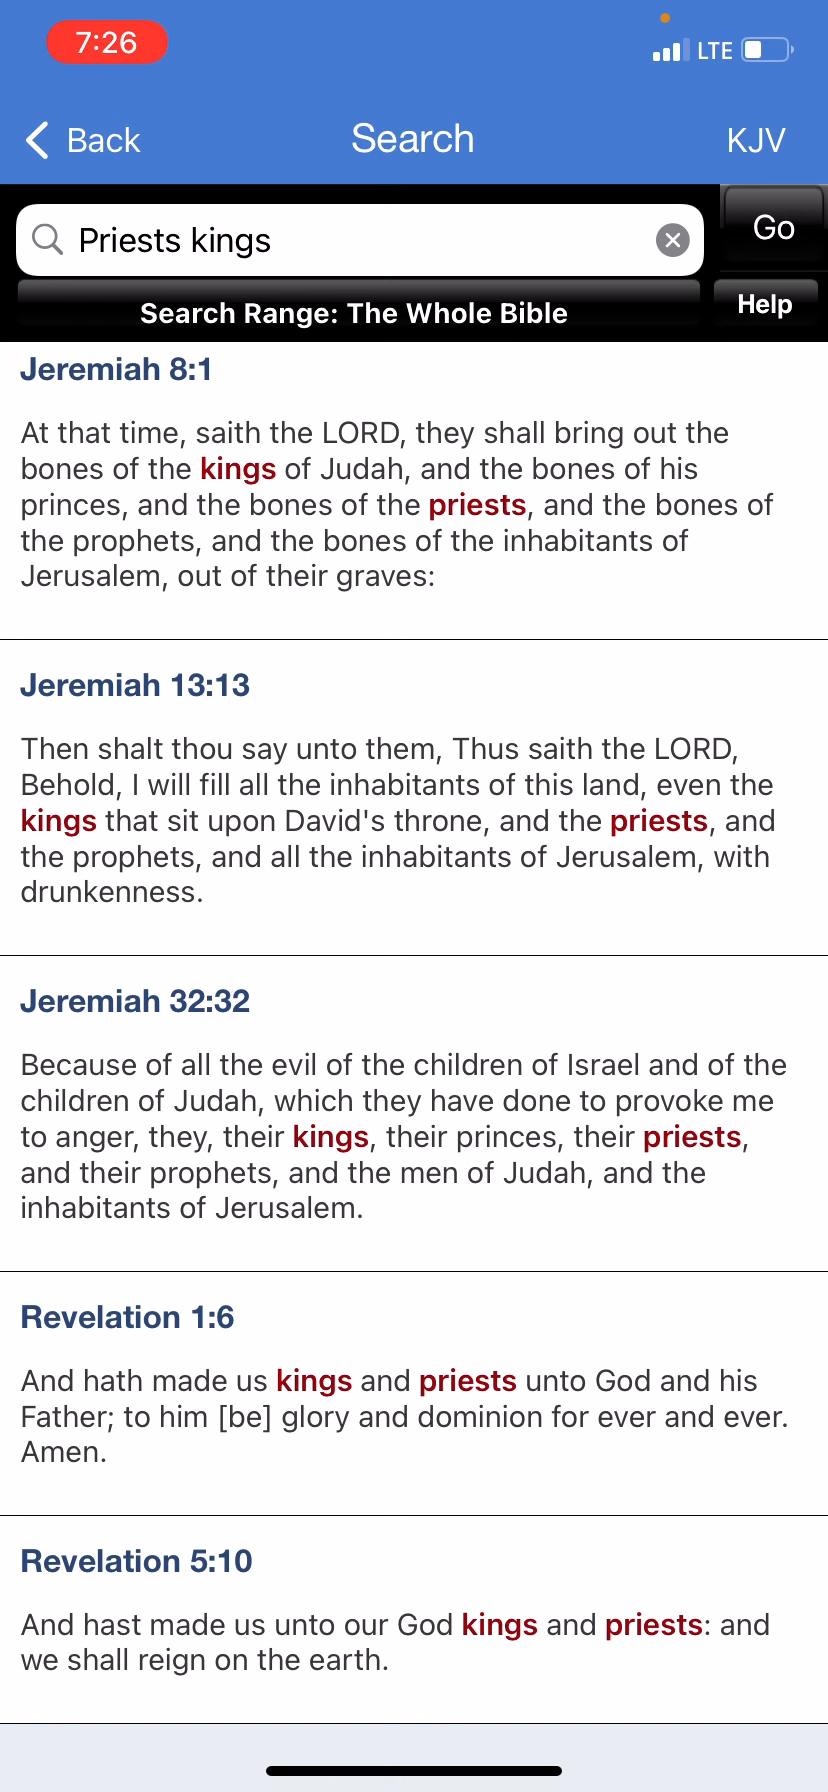 7:26
LTE
Back
Search
KJV
Priests kings
Go
Search Range: The Whole Bible
Help
Jeremiah 8:1
At that time, saith the LORD, they shall bring out the
bones of the kings of Judah, and the bones of his
princes, and the bones of the priests, and the bones of
the prophets, and the bones of the inhabitants of
Jerusalem, out of their graves:
Jeremiah 13:13
Then shalt thou say unto them, Thus saith the LORD,
Behold, I will fill all the inhabitants of this land, even the
kings that sit upon David's throne, and the priests, and
the prophets, and all the inhabitants of Jerusalem, with
drunkenness.
Jeremiah 32:32
Because of all the evil of the children of Israel and of the
children of Judah, which they have done to provoke me
to anger, they, their kings, their princes, their priests,
and their prophets, and the men of Judah, and the
inhabitants of Jerusalem.
Revelation 1:6
And hath made us kings and priests unto God and his
Father; to him [be] glory and dominion for ever and ever.
Amen.
Revelation 5:10
And hast made us unto our God kings and priests: and
we shall reign on the earth.